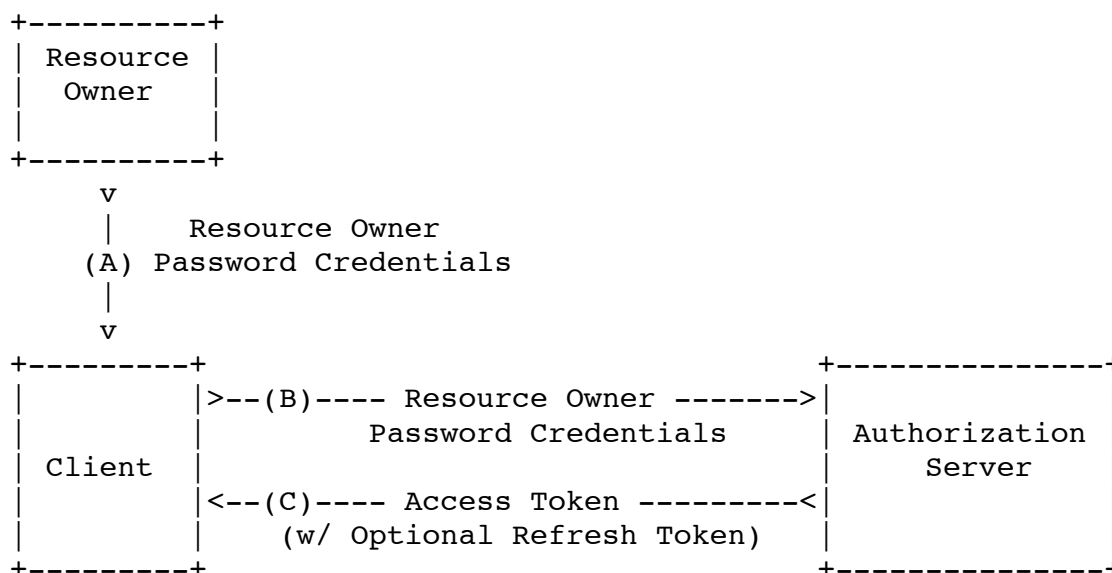 +----------+
| Resource |
|  Owner   |
|          |
+----------+
     v
     |    Resource Owner
    (A) Password Credentials
     |
     v
+---------+                                  +---------------+
|         |>--(B)---- Resource Owner ------->|               |
|         |         Password Credentials     | Authorization |
| Client  |                                  |     Server    |
|         |<--(C)---- Access Token ---------<|               |
|         |    (w/ Optional Refresh Token)   |               |
+---------+                                  +---------------+